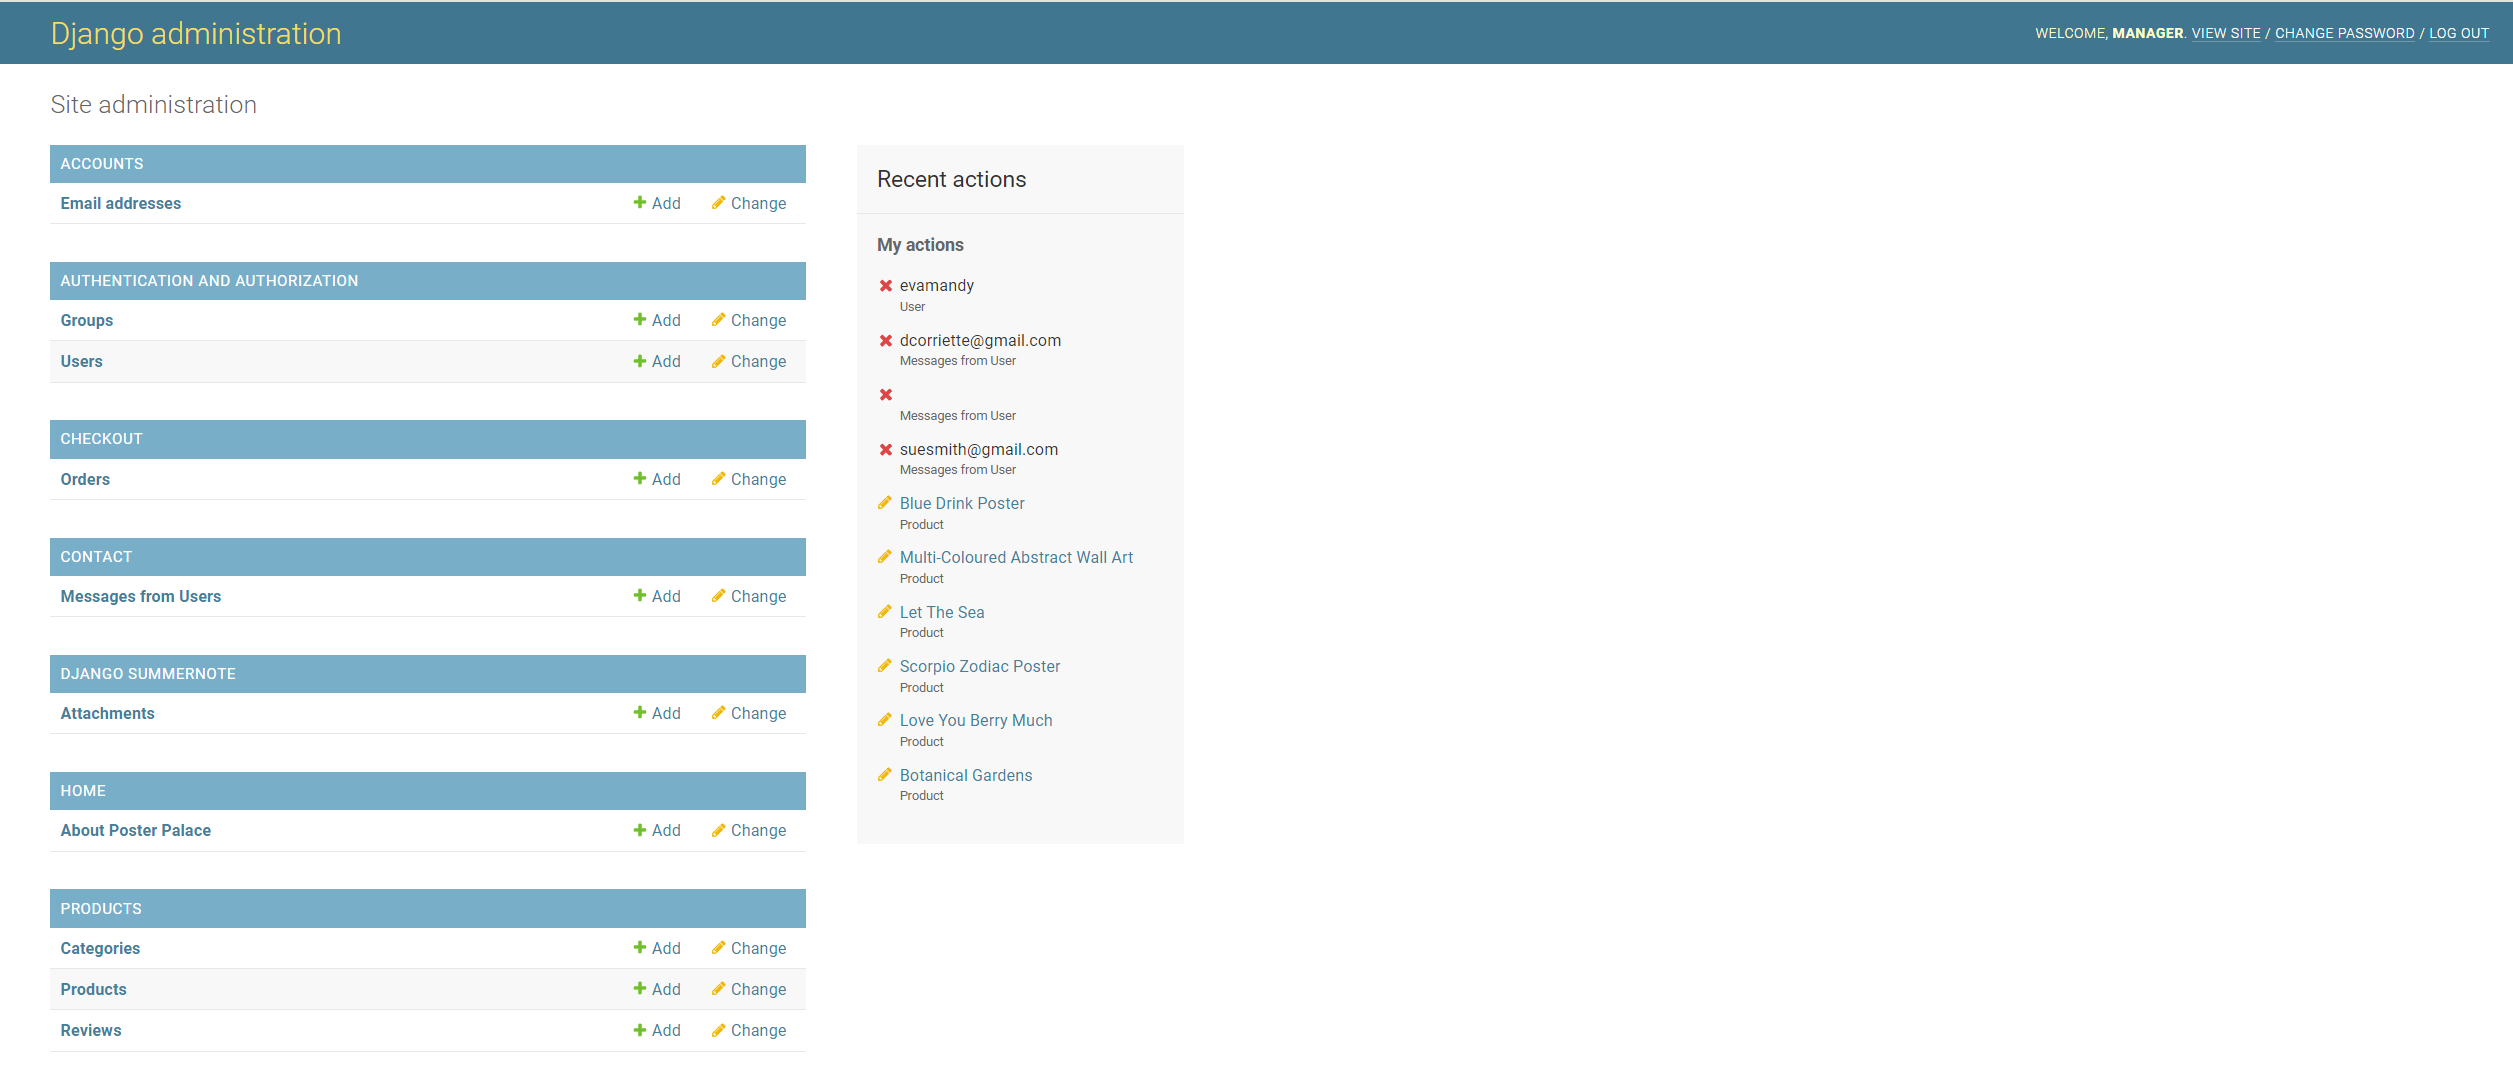 Django administration
WELCOME, MANAGER. VIEW SITE / CHANGE PASSWORD / LOG OUT
Site administration
ACCOUNTS
Email addresses Add Change
AUTHENTICATION AND AUTHORIZATION
Groups Add Change
Users Add Change
CHECKOUT
Orders Add Change
CONTACT
Messages from Users Add Change
DJANGO SUMMERNOTE
Attachments Add Change
HOME
About Poster Palace Add Change
PRODUCTS
Categories Add Change
Products Add Change
Reviews Add Change
Recent actions
My actions
evamandy
User
dcorriette@gmail.com
Messages from User
Messages from User
suesmith@gmail.com
Messages from User
Blue Drink Poster
Product
Multi-Coloured Abstract Wall Art
Product
Let The Sea
Product
Scorpio Zodiac Poster
Product
Love You Berry Much
Product
Botanical Gardens
Product